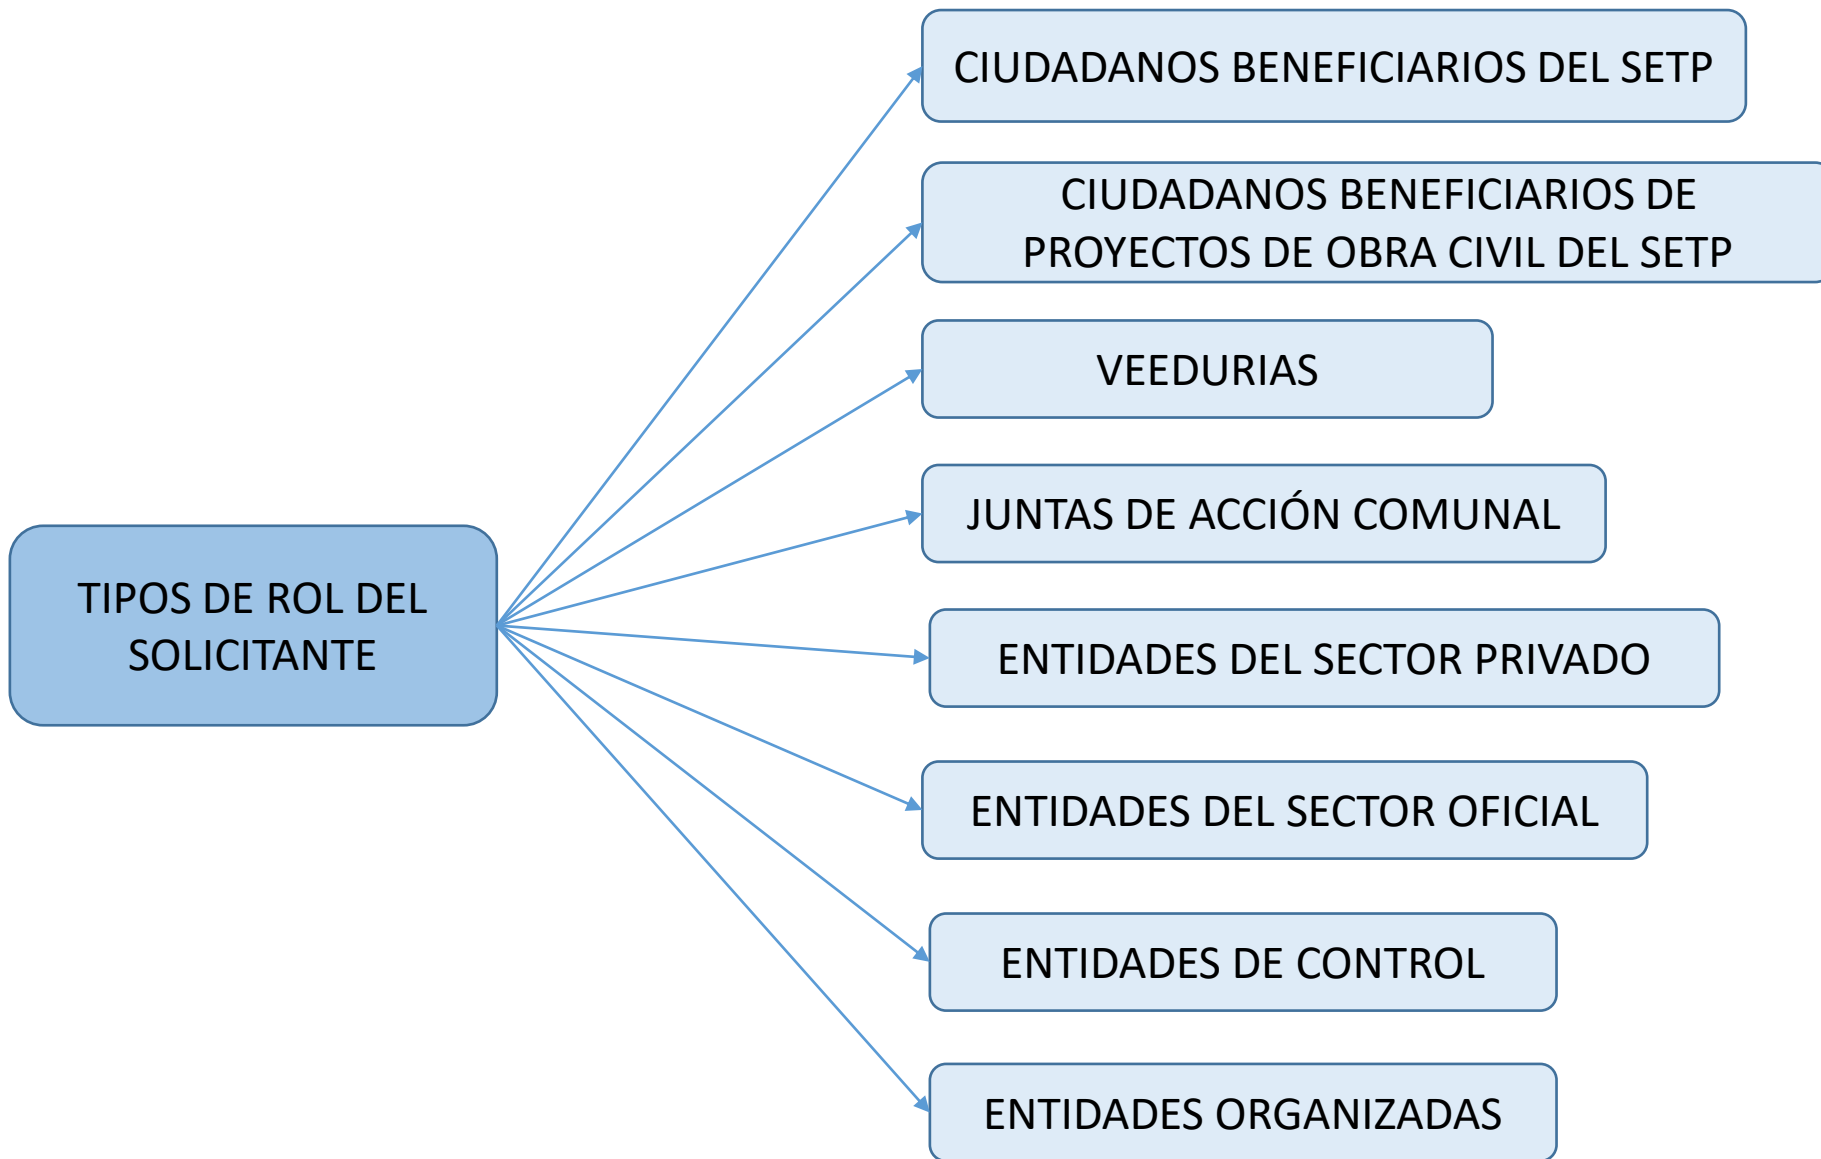 CIUDADANOS BENEFICIARIOS DEL SETP
CIUDADANOS BENEFICIARIOS DE
PROYECTOS DE OBRA CIVIL DEL SETP
VEEDURIAS
JUNTAS DE ACCIÓN COMUNAL
TIPOS DE ROL DEL
SOLICITANTE
ENTIDADES DEL SECTOR PRIVADO
ENTIDADES DEL SECTOR OFICIAL
ENTIDADES DE CONTROL
ENTIDADES ORGANIZADAS